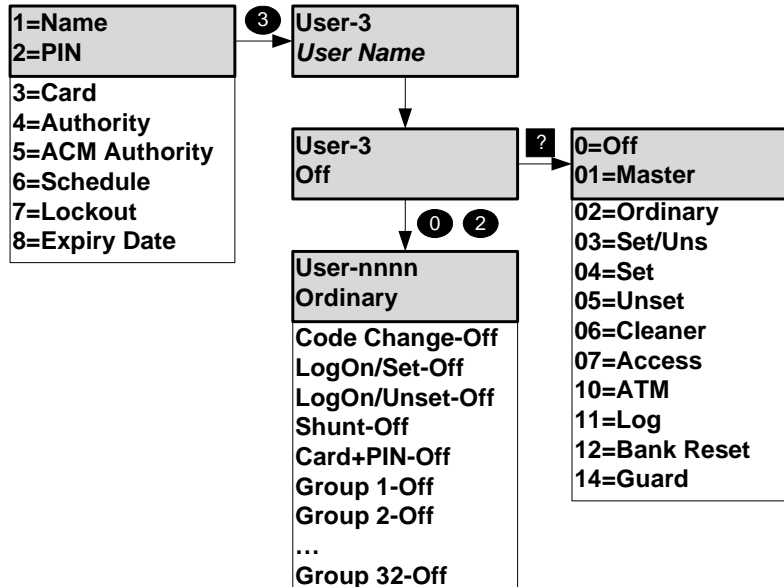 1=Name
2=PIN
3=Card
4=Authority
5=ACM Authority
6=Schedule
7=Lockout
8=Expiry Date
3
User-3
User Name
User-3
Off
?
0=Off
01=Master
02=Ordinary
03=Set/Uns
04=Set
05=Unset
06=Cleaner
07=Access
10=ATM
11=Log
12=Bank Reset
14=Guard
0 2
User-nnnn
Ordinary
Code Change-Off
LogOn/Set-Off
LogOn/Unset-Off
Shunt-Off
Card+PIN-Off
Group 1-Off
Group 2-Off
…
Group 32-Off